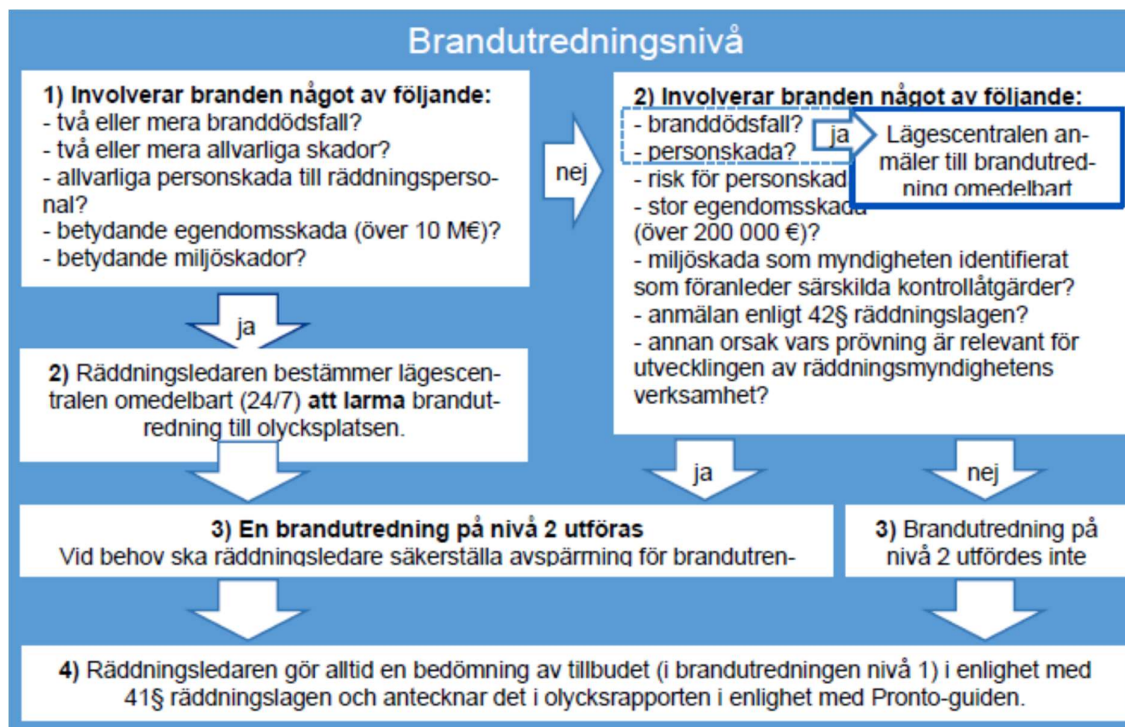 Brandutredningsnivå
1) Involverar branden något av följande:
- två eller mera branddödsfall?
- två eller mera allvarliga skador?
- allvarliga personskada till räddningsperso-
nal?
- betydande egendomsskada (över 10 M€)?
- betydande miljöskador?
nej
2) Involverar branden något av följande:
- branddödsfall?
- personskada?
ja
Lägescentralen an-
mäler till brandutred-
ning omedelbart
- risk för personskad
- stor egendomsskada
(över 200 000 €)?
- miljöskada som myndigheten identifierat
som föranleder särskilda kontrollåtgärder?
- anmälan enligt 42§ räddningslagen?
- annan orsak vars prövning är relevant för
utvecklingen av räddningsmyndighetens
verksamhet?
ja
2) Räddningsledaren bestämmer lägescen-
tralen omedelbart (24/7) att larma brandut-
redning till olycksplatsen.
ja
nej
3) En brandutredning på nivå 2 utföras
Vid behov ska räddningsledare säkerställa avspärrning för brandutren-
3) Brandutredning på
nivå 2 utfördes inte
4) Räddningsledaren gör alltid en bedömning av tillbudet (i brandutredningen nivå 1) i enlighet med
41§ räddningslagen och antecknar det i olycksrapporten i enlighet med Pronto-guiden.